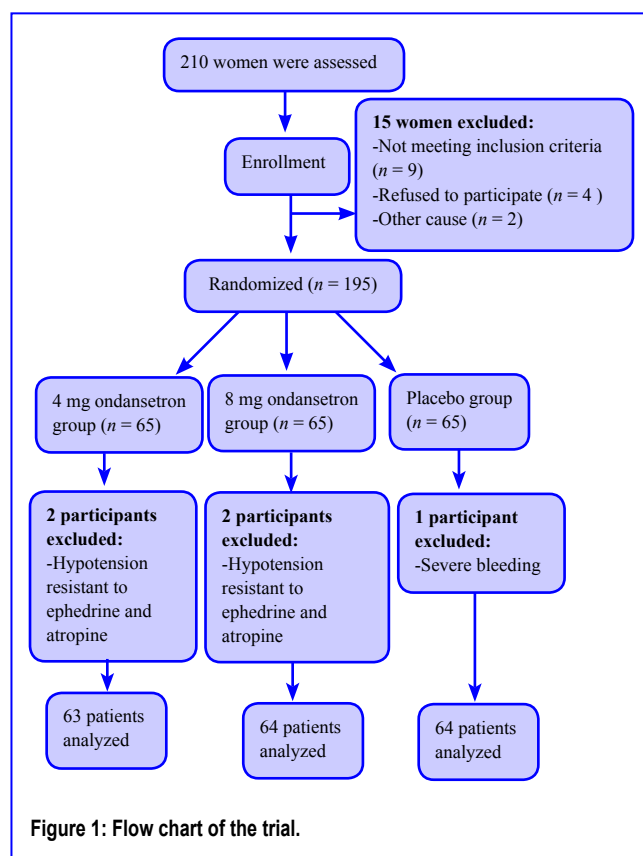 210 women were assessed
Enrollment
15 women excluded:
-Not meeting inclusion criteria
(n = 9)
-Refused to participate (n = 4 )
-Other cause (n = 2)
Randomized (n = 195)
4 mg ondansetron
group (n = 65)
8 mg ondansetron
group (n = 65)
Placebo group
(n = 65)
2 participants
excluded:
-Hypotension
resistant to
ephedrine and
atropine
2 participants
excluded:
-Hypotension
resistant to
ephedrine and
atropine
1 participant
excluded:
-Severe bleeding
63 patients
analyzed
64 patients
analyzed
64 patients
analyzed
Figure 1: Flow chart of the trial.